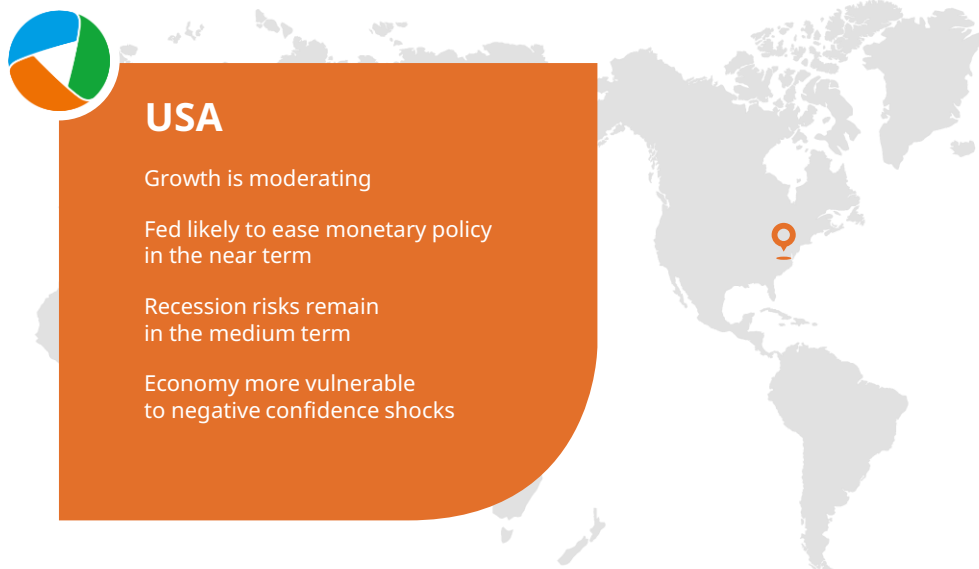 USA
Growth is moderating
Fed likely to ease monetary policy
in the near term
Recession risks remain
in the medium term
Economy more vulnerable
to negative confidence shocks